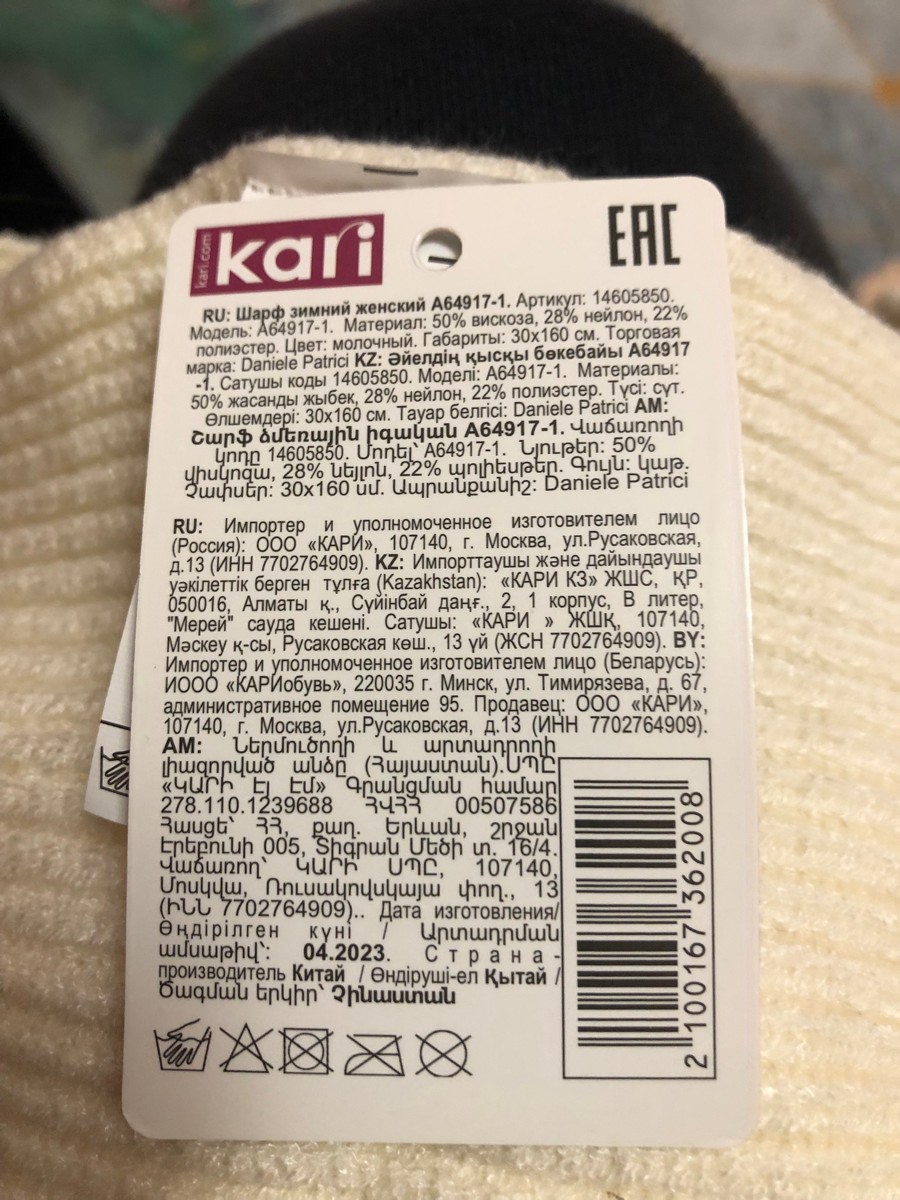 kari.com
kari
EAC
RU: Шарф зимний женский A64917-1. Артикул: 14605850.
Модель: A64917-1. Материал: 50% вискоза, 28% нейлон, 22%
полиэстер. Цвет: молочный. Габариты: 30x160 см. Торговая
марка: Daniele Patrici KZ: Әйелдің қысқы бөкебайы A64917
-1. Сатушы коды 14605850. Моделі: A64917-1. Материалы:
50% жасанды жыбек, 28% нейлон, 22% полиэстер. Түсі: сүт.
Өлшемдері: 30x160 см. Тауар белгісі: Daniele Patrici AM:
Շարֆ ձմեռային իգական A64917-1. Վաճառողի
կոդը 14605850. Մոդել՝ A64917-1. Նյութեր: 50%
վիսկոզա, 28% նեյլոն, 22% պոլիեսթեր. Գույն: կաթ.
Չափսեր: 30x160 սմ. Ապրանքանիշ: Daniele Patrici
RU: Импортер и уполномоченное изготовителем лицо
(Россия): ООО «КАРИ», 107140, г. Москва, ул.Русаковская,
д.13 (ИНН 7702764909). KZ: Импорттаушы және дайындаушы
уәкілеттік берген тұлға (Kazakhstan): «КАРИ КЗ» ЖШС, ҚР,
050016, Алматы қ., Сүйінбай даңғ., 2, 1 корпус, В литер,
"Мерей" сауда кешені. Сатушы: «КАРИ » ЖШҚ, 107140,
Мәскеу қ-сы, Русаковская көш., 13 үй (ЖСН 7702764909). BY:
Импортер и уполномоченное изготовителем лицо (Беларусь):
ИООО «КАРИобувь», 220035 г. Минск, ул. Тимирязева, д. 67,
административное помещение 95. Продавец: ООО «КАРИ»,
107140, г. Москва, ул.Русаковская, д.13 (ИНН 7702764909).
AM: Ներմուծողի և արտադրողի
լիազորված անձը (Հայաստան).ՍՊԸ
«ԿԱՐԻ Էյ Էմ» Գրանցման համար
278.110.1239688 ՀՎՀՀ 00507586
Հասցե՝ ՀՀ, քաղ. Երևան, շրջան
Էրեբունի 005, Տիգրան Մեծի տ. 16/4.
Վաճառող՝ ԿԱՐԻ ՍՊԸ, 107140,
Մոսկվա, Ռուսակովսկայա փող., 13
(ԻՆՆ 7702764909).. Дата изготовления/
Өңдірілген күні / Արտադրման
ամսաթիվ՝: 04.2023. Страна-
производитель Китай / Өндіруші-ел Қытай /
Ծագման երկիր՝ Չինաստան
2 100167 362008